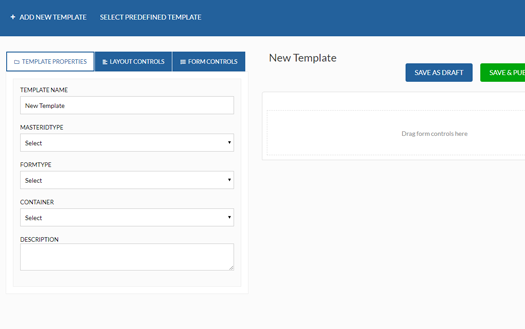 + ADD NEW TEMPLATE SELECT PREDEFINED TEMPLATE
TEMPLATE PROPERTIES LAYOUT CONTROLS FORM CONTROLS
New Template
SAVE AS DRAFT SAVE & PU
TEMPLATE NAME
New Template
MASTERIDTYPE
Select
FORMTYPE
Select
CONTAINER
Select
DESCRIPTION
Drag form controls here